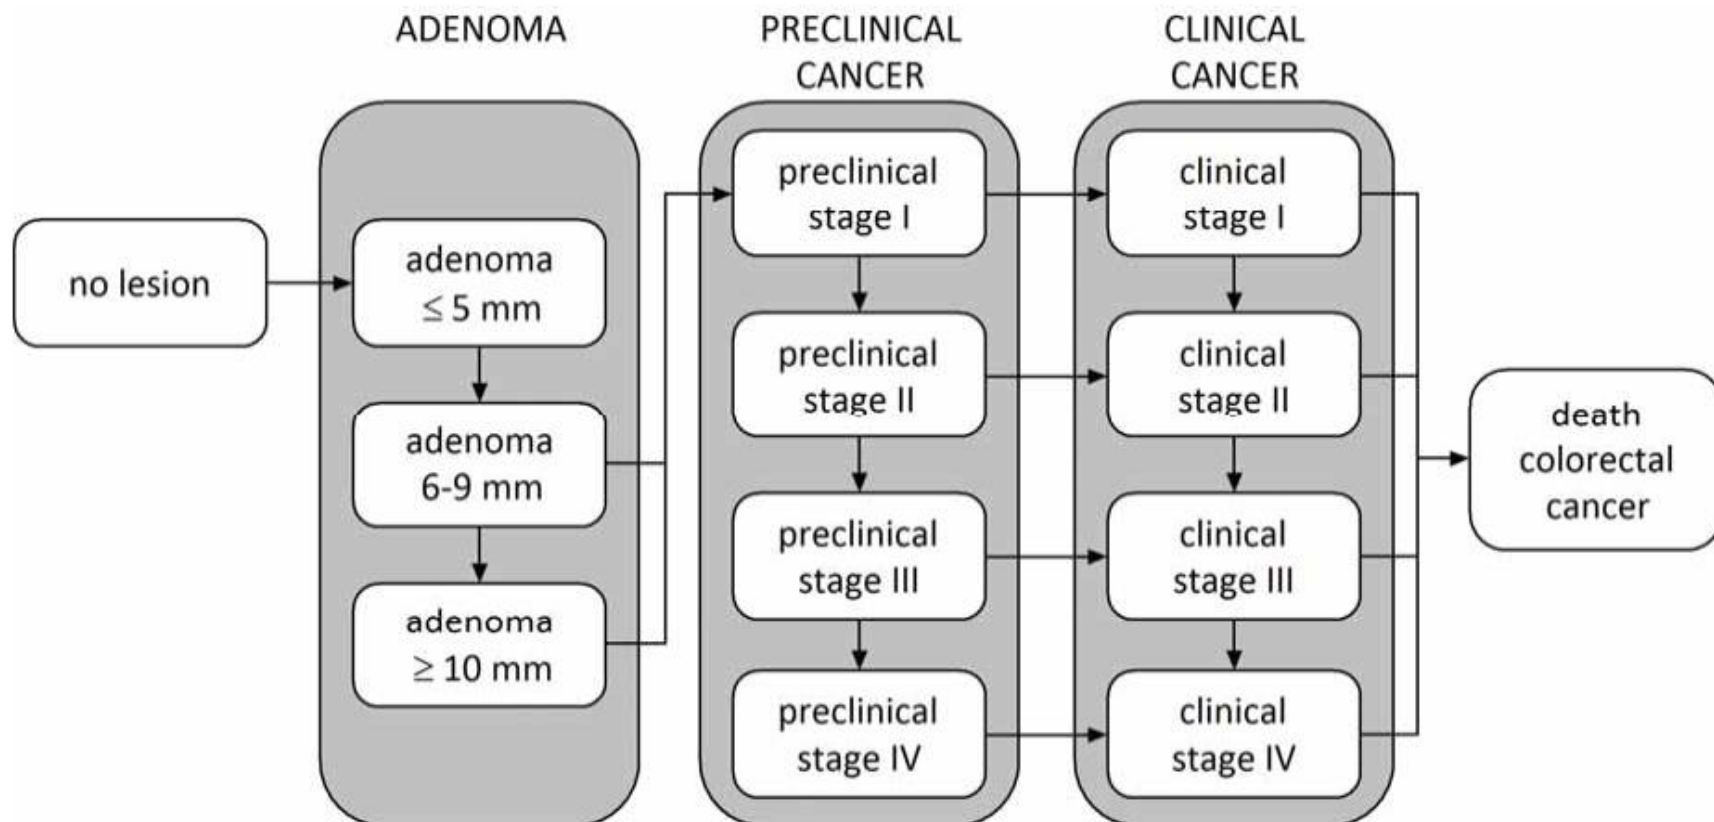 ADENOMA
PRECLINICAL
CANCER
CLINICAL
CANCER
no lesion
adenoma
≤ 5 mm
adenoma
6-9 mm
adenoma
≥ 10 mm
preclinical
stage I
preclinical
stage II
preclinical
stage III
preclinical
stage IV
clinical
stage I
clinical
stage II
clinical
stage III
clinical
stage IV
death
colorectal
cancer